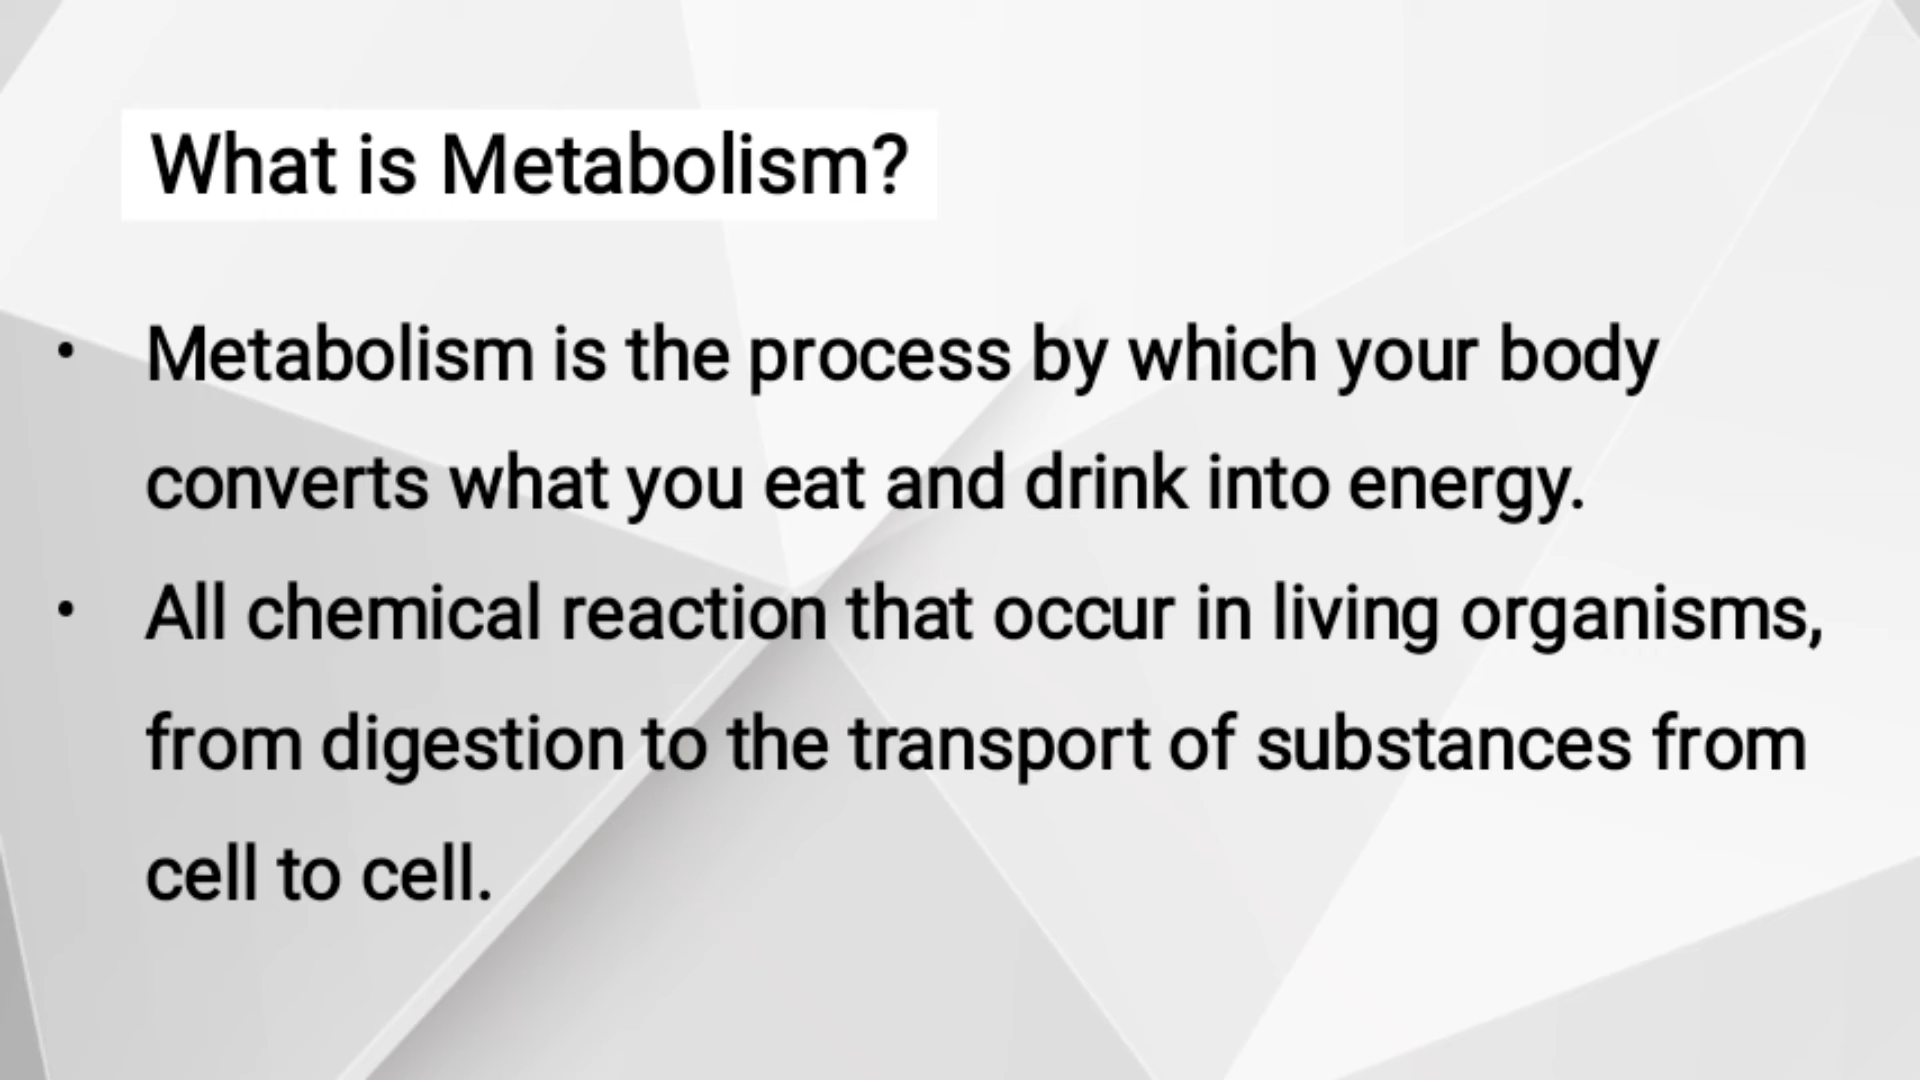 What is Metabolism?
• Metabolism is the process by which your body
converts what you eat and drink into energy.
• All chemical reaction that occur in living organisms,
from digestion to the transport of substances from
cell to cell.